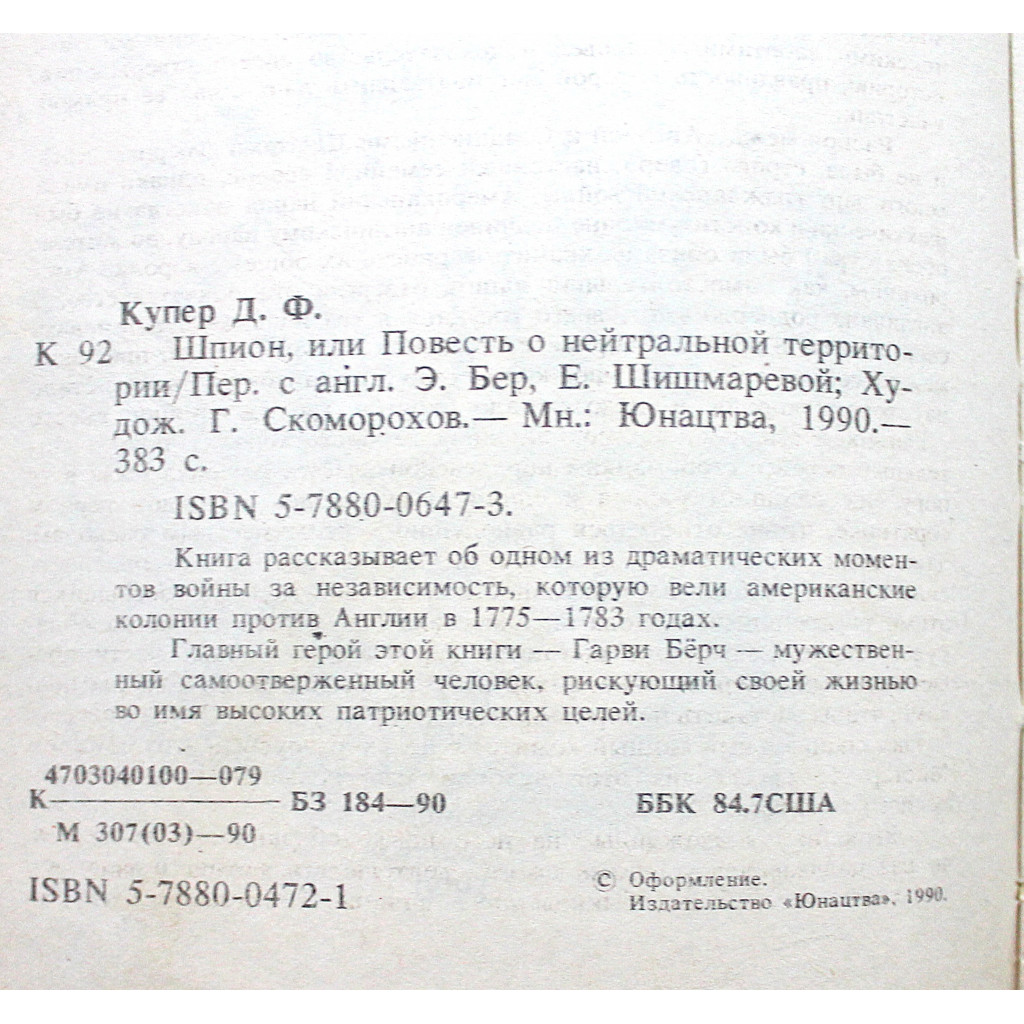 Купер Д. Ф.
К 92 Шпион, или Повесть о нейтральной террито-
рии/Пер. с англ. Э. Бер, Е. Шишмаревой; Ху-
дож. Г. Скоморохов.— Мн.: Юнацтва, 1990.—
383 с.
ISBN 5-7880-0647-3.
Книга рассказывает об одном из драматических момен-
тов войны за независимость, которую вели американские
колонии против Англии в 1775—1783 годах.
Главный герой этой книги — Гарви Бёрч — мужествен-
ный самоотверженный человек, рискующий своей жизнью
во имя высоких патриотических целей.
4703040100—079
К———— БЗ 184—90 ББК 84.7США
М 307(03)—90
ISBN 5-7880-0472-1
© Оформление.
Издательство «Юнацтва», 1990.